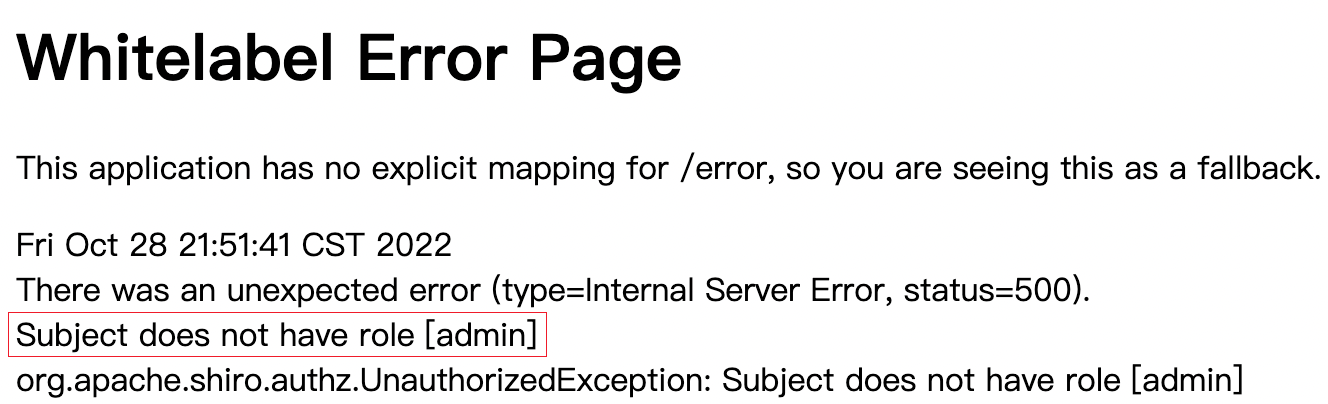 Whitelabel Error Page
This application has no explicit mapping for /error, so you are seeing this as a fallback.
Fri Oct 28 21:51:41 CST 2022
There was an unexpected error (type=Internal Server Error, status=500).
Subject does not have role [admin]
org.apache.shiro.authz.UnauthorizedException: Subject does not have role [admin]